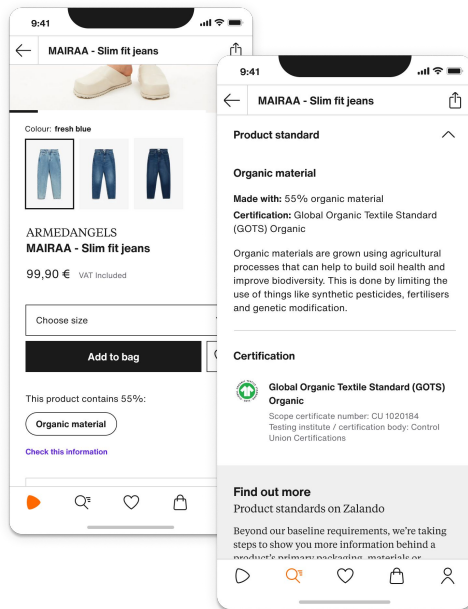 9:41
MAIRAA - Slim fit jeans
Colour: fresh blue
ARMEDANGELS
MAIRAA - Slim fit jeans
99,90 € VAT Included
Choose size
Add to bag
This product contains 55%:
Organic material
Check this information
9:41
MAIRAA - Slim fit jeans
Product standard
Organic material
Made with: 55% organic material
Certification: Global Organic Textile Standard
(GOTS) Organic
Organic materials are grown using agricultural
processes that can help to build soil health and
improve biodiversity. This is done by limiting the
use of things like synthetic pesticides, fertilisers
and genetic modification.
Certification
Global Organic Textile Standard (GOTS)
Organic
Scope certificate number: CU 1020184
Testing institute / certification body: Control
Union Certifications
Find out more
Product standards on Zalando
Beyond our baseline requirements, we’re taking
steps to show you more information behind a
product’s primary packaging, materials or